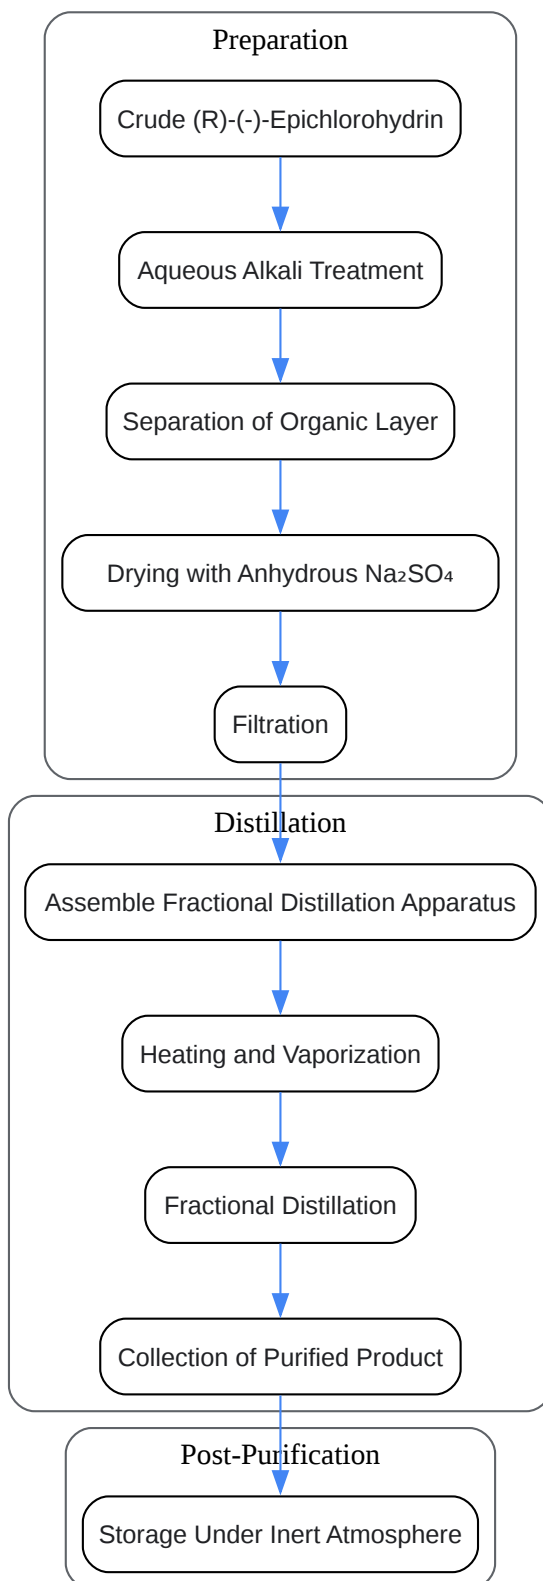 Preparation
Crude (R)-(-)-Epichlorohydrin
Aqueous Alkali Treatment
Separation of Organic Layer
Drying with Anhydrous Na₂SO₄
Filtration
Distillation
Assemble Fractional Distillation Apparatus
Heating and Vaporization
Fractional Distillation
Collection of Purified Product
Post-Purification
Storage Under Inert Atmosphere